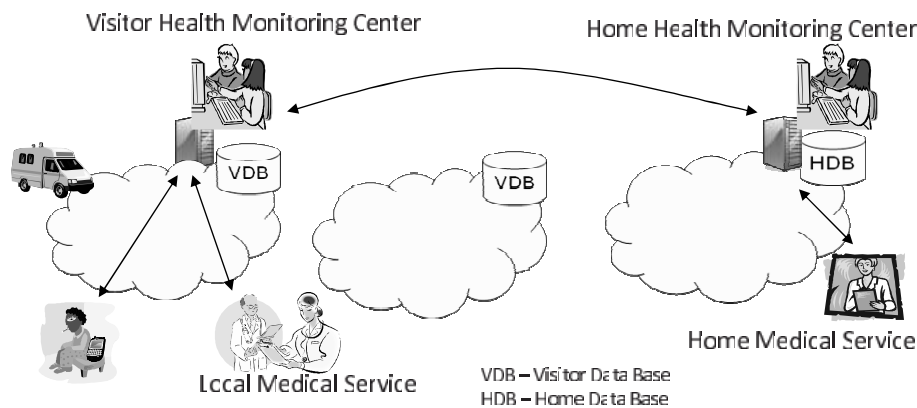 Visitor Health Monitoring Center
Home Health Monitoring Center
VDB
VDB
HDB
Local Medical Service
Home Medical Service
VDB – Visitor Data Base
HDB – Home Data Base